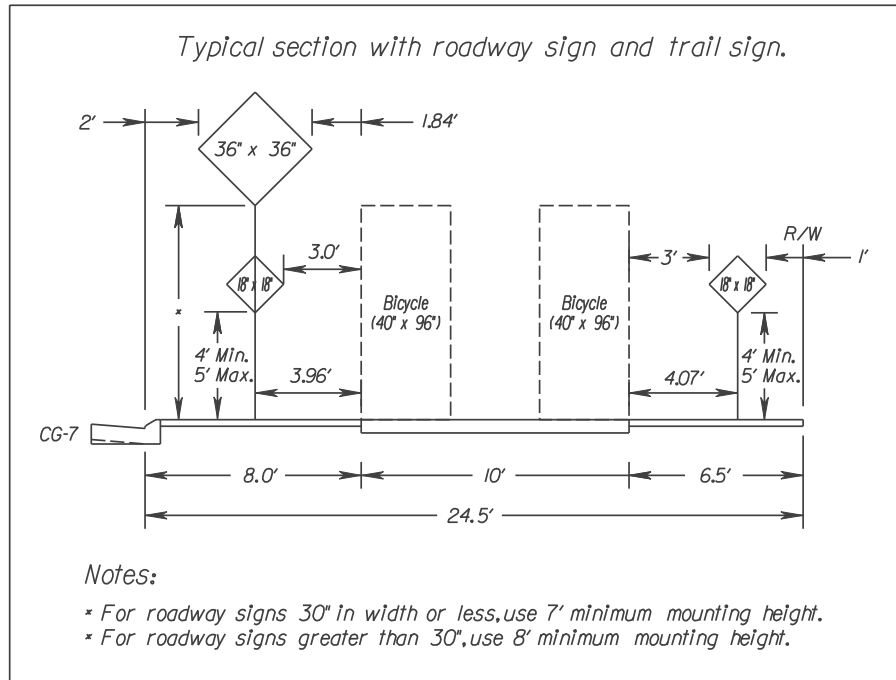 Typical section with roadway sign and trail sign.
2'
1.84'
36" x 36"
R/W
3.0'
3'
1'
18" x 18"
18" x 18"
Bicycle
(40" x 96")
Bicycle
(40" x 96")
*
4' Min.
5' Max.
4' Min.
5' Max.
3.96'
4.07'
CG-7
8.0'
10'
6.5'
24.5'
Notes:
* For roadway signs 30" in width or less, use 7' minimum mounting height.
* For roadway signs greater than 30", use 8' minimum mounting height.